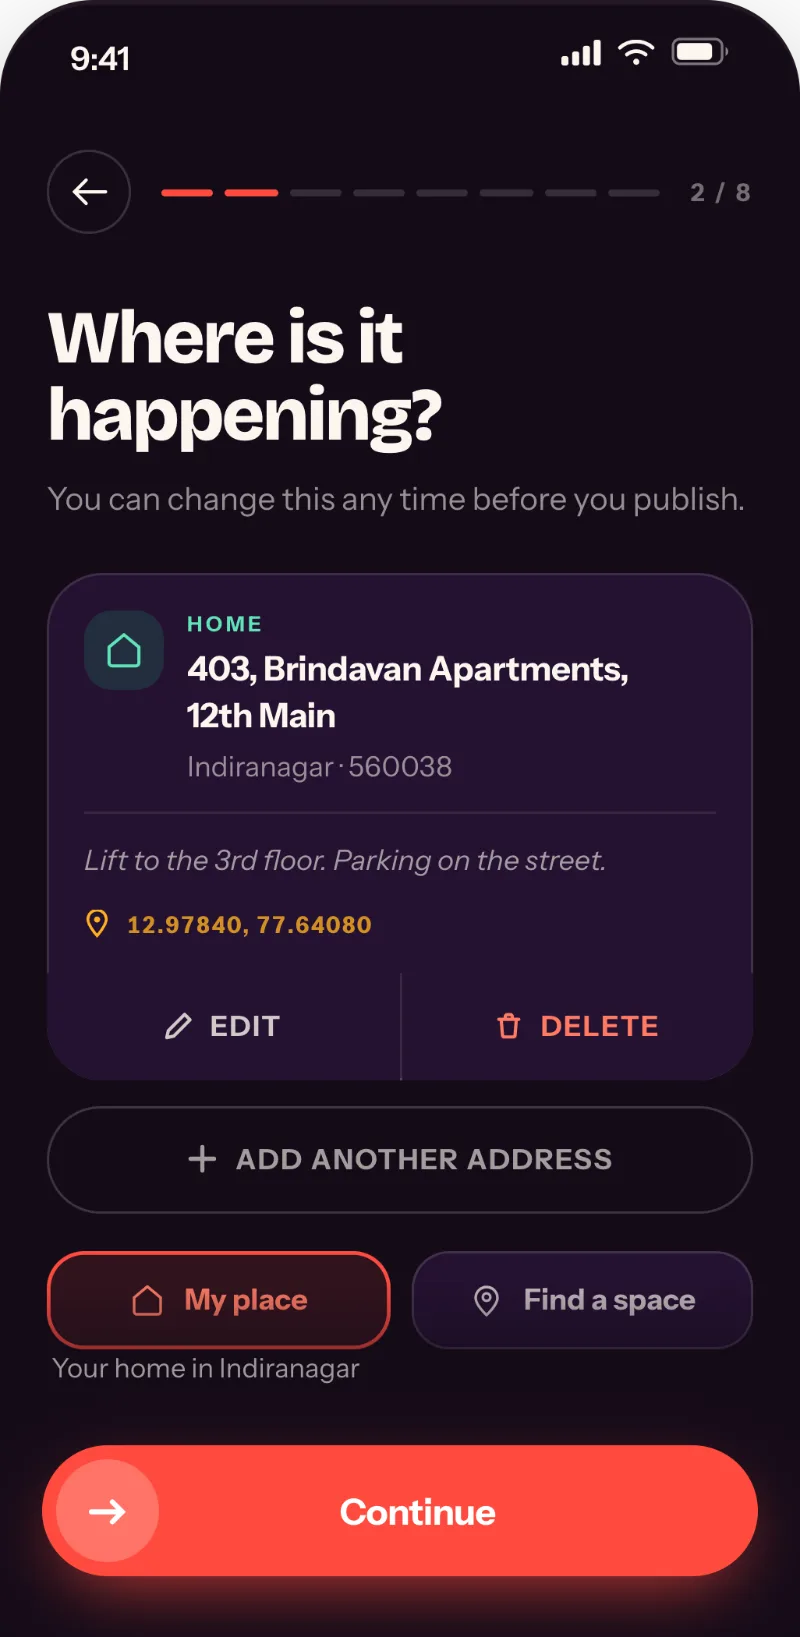 9:41
2 / 8
Where is it
happening?
You can change this any time before you publish.
HOME
403, Brindavan Apartments,
12th Main
Indiranagar · 560038
Lift to the 3rd floor. Parking on the street.
12.97840, 77.64080
EDIT
DELETE
ADD ANOTHER ADDRESS
My place
Find a space
Your home in Indiranagar
Continue